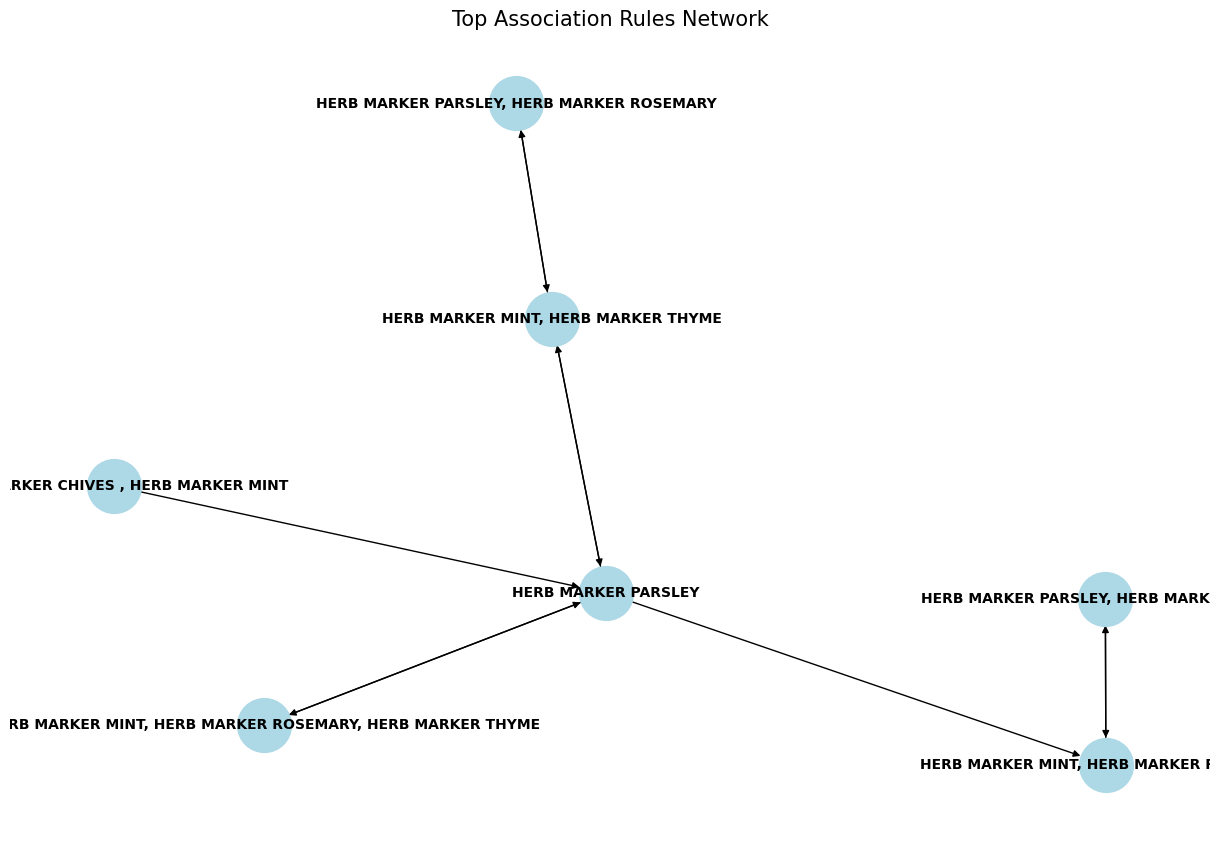 Top Association Rules Network
HERB MARKER PARSLEY, HERB MARKER ROSEMARY
HERB MARKER MINT, HERB MARKER THYME
RKER CHIVES , HERB MARKER MINT
HERB MARKER PARSLEY
HERB MARKER PARSLEY, HERB MARK
RB MARKER MINT, HERB MARKER ROSEMARY, HERB MARKER THYME
HERB MARKER MINT, HERB MARKER